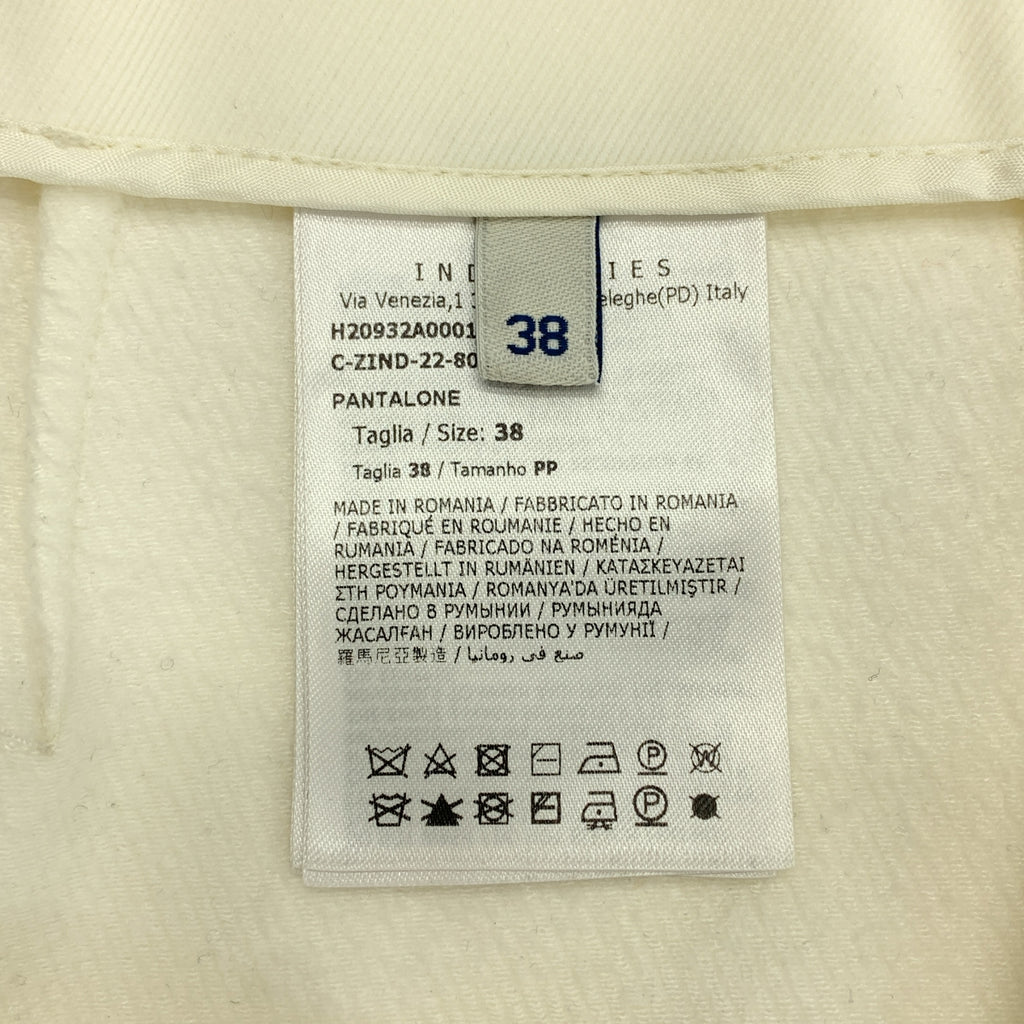 IND IES
Via Venezia,1 eleghe(PD) Italy
H20932A0001
C-ZIND-22-80
38
PANTALONE
Taglia / Size: 38
Taglia 38 / Tamanho PP
MADE IN ROMANIA / FABBRICATO IN ROMANIA
/ FABRIQUÉ EN ROUMANIE / HECHO EN
RUMANIA / FABRICADO NA ROMÉNIA /
HERGESTELLT IN RUMÄNIEN / ΚΑΤΑΣΚΕΥΑΖΕΤΑΙ
ΣΤΗ ΡΟΥΜΑΝΙΑ / ROMANYA'DA ÜRETILMIŞTIR /
СДЕЛАНО В РУМЫНИИ / РУМЫНИЯДА
ЖАСАЛҒАН / ВИРОБЛЕНО У РУМУНІЇ /
羅馬尼亞製造 / صنع في رومانيا
P W
P